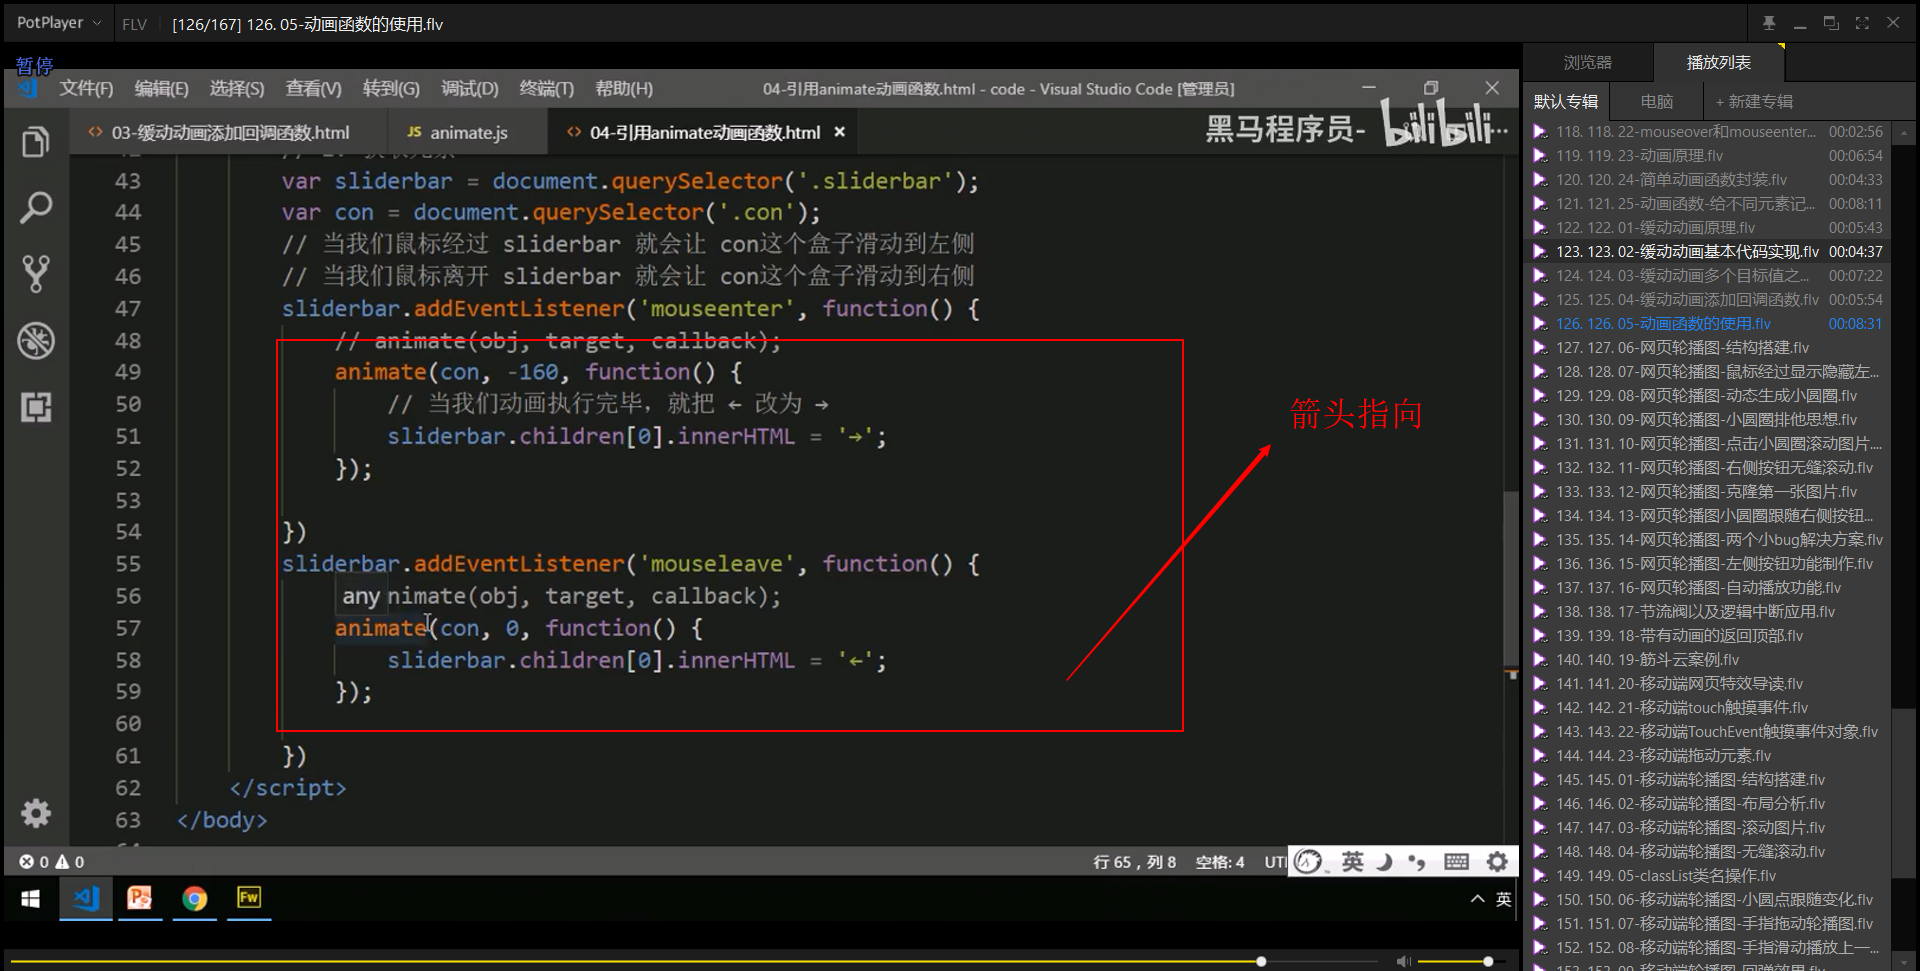 PotPlayer
FLV
[126/167] 126. 05-动画函数的使用.flv
暂停
文件(F) 编辑(E) 选择(S) 查看(V) 转到(G) 调试(D) 终端(T) 帮助(H)
04-引用animate动画函数.html - code - Visual Studio Code [管理员]
<> 03-缓动动画添加回调函数.html
JS animate.js
<> 04-引用animate动画函数.html ×
黑马程序员- bilibili
43 var sliderbar = document.querySelector('.sliderbar');
44 var con = document.querySelector('.con');
45 // 当我们鼠标经过 sliderbar 就会让 con这个盒子滑动到左侧
46 // 当我们鼠标离开 sliderbar 就会让 con这个盒子滑动到右侧
47 sliderbar.addEventListener('mouseenter', function() {
48 // animate(obj, target, callback);
49 animate(con, -160, function() {
50 // 当我们动画执行完毕，就把 ← 改为 →
51 sliderbar.children[0].innerHTML = '→';
52 });
53
54 })
55 sliderbar.addEventListener('mouseleave', function() {
56 any nimate(obj, target, callback);
57 animate(con, 0, function() {
58 sliderbar.children[0].innerHTML = '←';
59 });
60
61 })
62 </script>
63 </body>
箭头指向
0 0
行 65，列 8 空格: 4
英
Fw
英
浏览器 播放列表
默认专辑 电脑 + 新建专辑
118. 118. 22-mouseover和mouseenter... 00:02:56
119. 119. 23-动画原理.flv 00:06:54
120. 120. 24-简单动画函数封装.flv 00:04:33
121. 121. 25-动画函数-给不同元素记... 00:08:11
122. 122. 01-缓动动画原理.flv 00:05:43
123. 123. 02-缓动动画基本代码实现.flv 00:04:37
124. 124. 03-缓动动画多个目标值之... 00:07:22
125. 125. 04-缓动动画添加回调函数.flv 00:05:54
126. 126. 05-动画函数的使用.flv 00:08:31
127. 127. 06-网页轮播图-结构搭建.flv
128. 128. 07-网页轮播图-鼠标经过显示隐藏左...
129. 129. 08-网页轮播图-动态生成小圆圈.flv
130. 130. 09-网页轮播图-小圆圈排他思想.flv
131. 131. 10-网页轮播图-点击小圆圈滚动图片....
132. 132. 11-网页轮播图-右侧按钮无缝滚动.flv
133. 133. 12-网页轮播图-克隆第一张图片.flv
134. 134. 13-网页轮播图小圆圈跟随右侧按钮...
135. 135. 14-网页轮播图-两个小bug解决方案.flv
136. 136. 15-网页轮播图-左侧按钮功能制作.flv
137. 137. 16-网页轮播图-自动播放功能.flv
138. 138. 17-节流阀以及逻辑中断应用.flv
139. 139. 18-带有动画的返回顶部.flv
140. 140. 19-筋斗云案例.flv
141. 141. 20-移动端网页特效导读.flv
142. 142. 21-移动端touch触摸事件.flv
143. 143. 22-移动端TouchEvent触摸事件对象.flv
144. 144. 23-移动端拖动元素.flv
145. 145. 01-移动端轮播图-结构搭建.flv
146. 146. 02-移动端轮播图-布局分析.flv
147. 147. 03-移动端轮播图-滚动图片.flv
148. 148. 04-移动端轮播图-无缝滚动.flv
149. 149. 05-classList类名操作.flv
150. 150. 06-移动端轮播图-小圆点跟随变化.flv
151. 151. 07-移动端轮播图-手指拖动轮播图.flv
152. 152. 08-移动端轮播图-手指滑动播放上一...